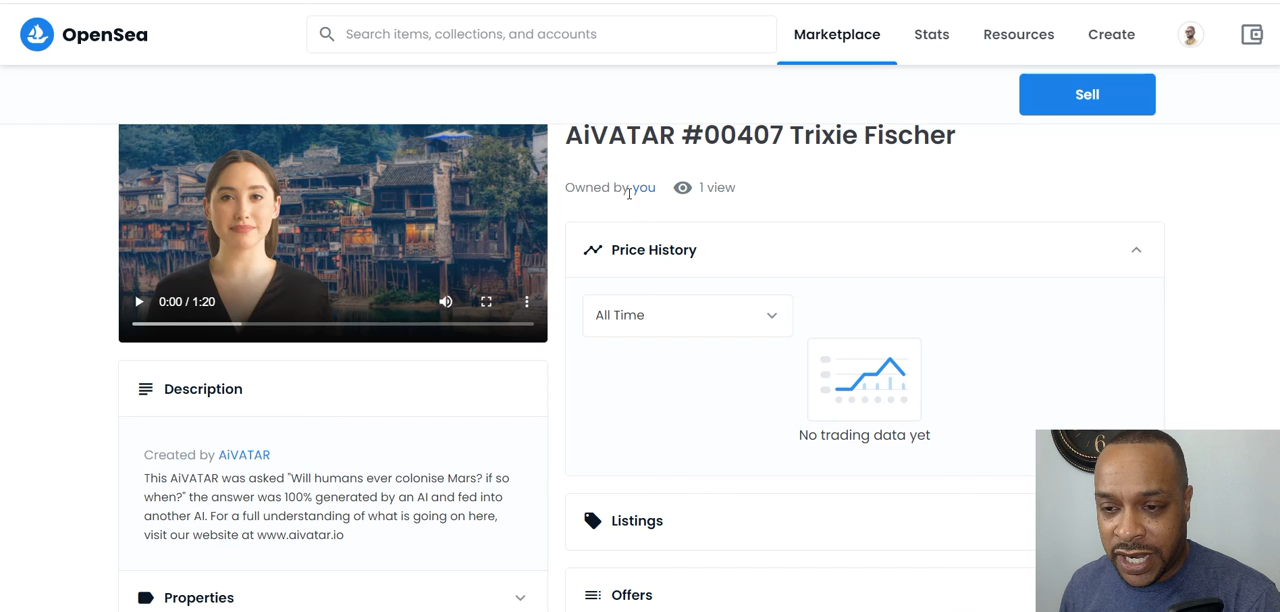 OpenSea
Search items, collections, and accounts
Marketplace
Stats
Resources
Create
Sell
AiVATAR #00407 Trixie Fischer
Owned by you
1 view
0:00 / 1:20
Price History
All Time
No trading data yet
Description
Created by AiVATAR
This AiVATAR was asked "Will humans ever colonise Mars? if so
when?" the answer was 100% generated by an AI and fed into
another AI. For a full understanding of what is going on here,
visit our website at www.aivatar.io
Properties
Listings
Offers
6